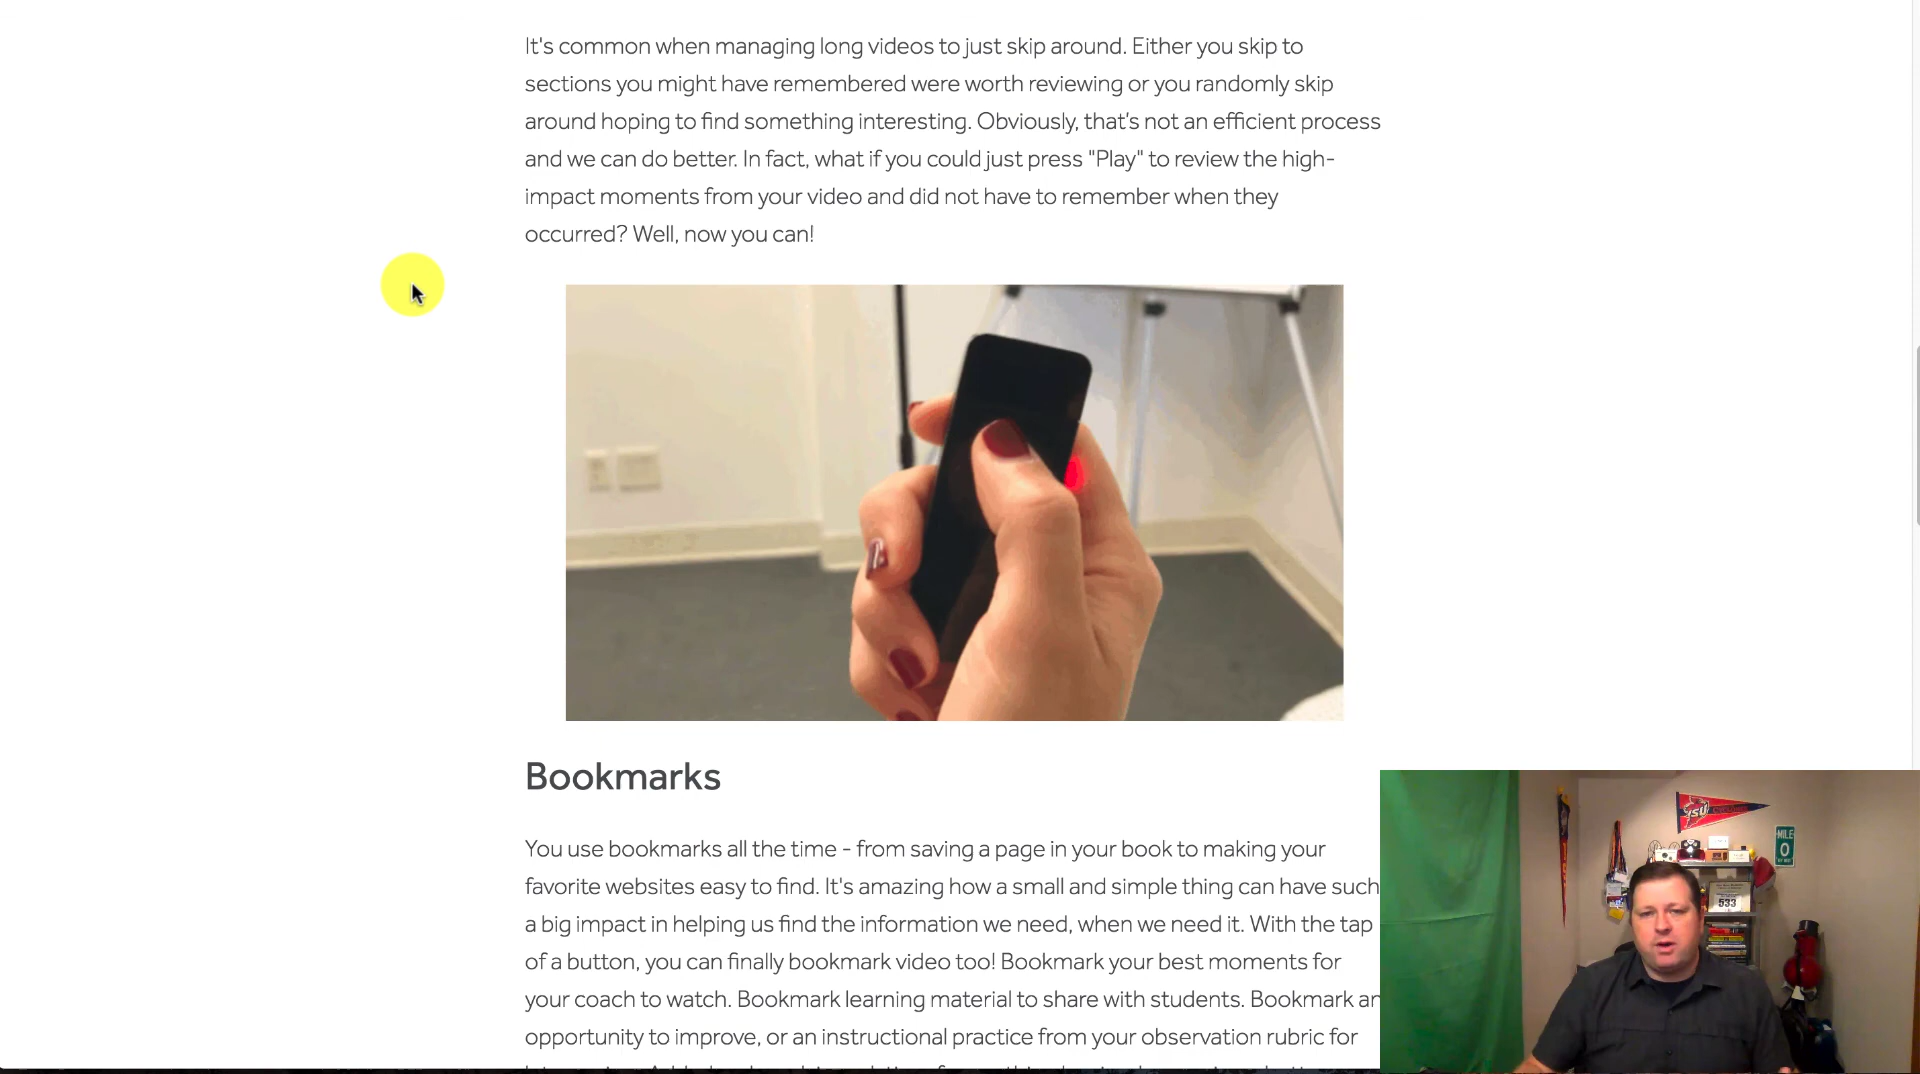 It's common when managing long videos to just skip around. Either you skip to
sections you might have remembered were worth reviewing or you randomly skip
around hoping to find something interesting. Obviously, that's not an efficient process
and we can do better. In fact, what if you could just press "Play" to review the high-
impact moments from your video and did not have to remember when they
occurred? Well, now you can!
Bookmarks
You use bookmarks all the time - from saving a page in your book to making your
favorite websites easy to find. It's amazing how a small and simple thing can have such
a big impact in helping us find the information we need, when we need it. With the tap
of a button, you can finally bookmark video too! Bookmark your best moments for
your coach to watch. Bookmark learning material to share with students. Bookmark an
opportunity to improve, or an instructional practice from your observation rubric for
ISU
MILE
0
533